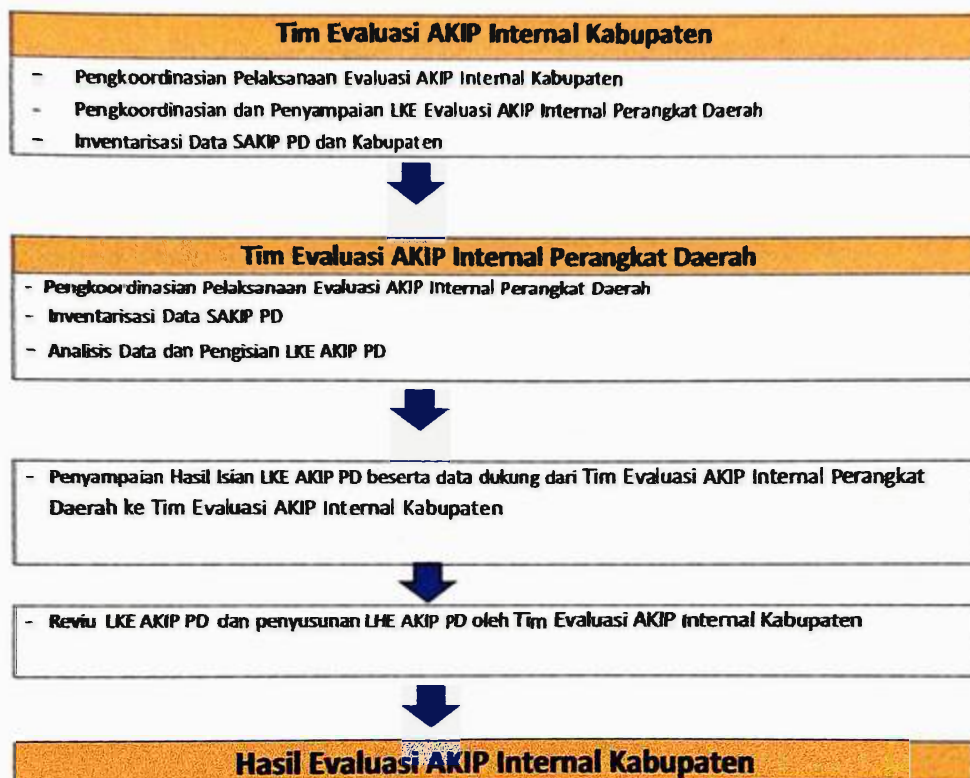 Tim Evaluasi AKIP Internal Kabupaten
- Pengkoordinasian Pelaksanaan Evaluasi AKIP Internal Kabupaten
- Pengkoordinasian dan Penyampaian LKE Evaluasi AKIP Internal Perangkat Daerah
- Inventarisasi Data SAKIP PD dan Kabupaten
Tim Evaluasi AKIP Internal Perangkat Daerah
- Pengkoordinasian Pelaksanaan Evaluasi AKIP Internal Perangkat Daerah
- Inventarisasi Data SAKIP PD
- Analisis Data dan Pengisian LKE AKIP PD
- Penyampaian Hasil Isian LKE AKIP PD beserta data dukung dari Tim Evaluasi AKIP Internal Perangkat
Daerah ke Tim Evaluasi AKIP Internal Kabupaten
- Reviu LKE AKIP PD dan penyusunan LHE AKIP PD oleh Tim Evaluasi AKIP Internal Kabupaten
Hasil Evaluasi AKIP Internal Kabupaten